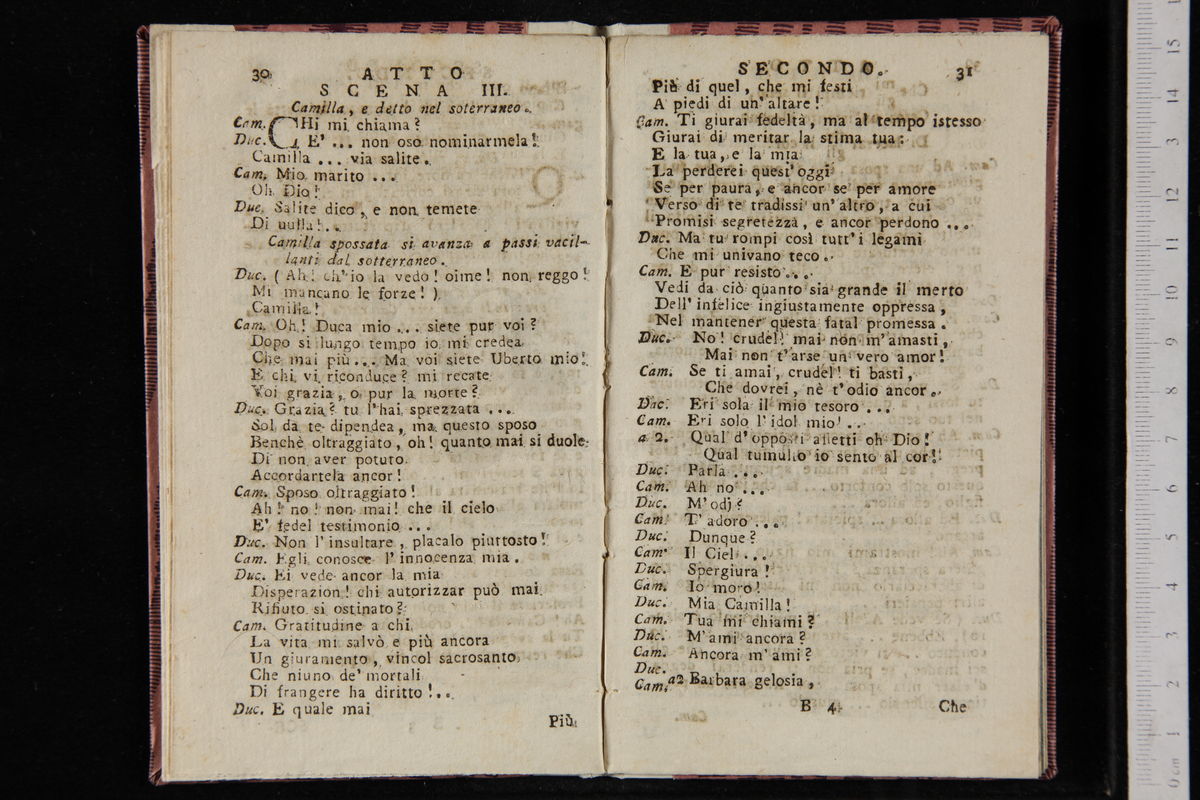 30 ATTO
SCENA III.
Camilla, e detto nel soterraneo.
Cam. CHi mi chiama?
Duc. E' ... non oso nominarmela!
Camilla ... via salite.
Cam. Mio marito ...
Oh Dio!
Duc. Salite dico, e non temete
Di nulla!..
Camilla spossata si avanza a passi vacil-
lanti dal sotterraneo.
Duc. (Ah! ch' io la vedo! oime! non reggo!
Mi mancano le forze!)
Camilla!
Cam. Oh! Duca mio ... siete pur voi?
Dopo sì lungo tempo io mi credea
Che mai più ... Ma voi siete Uberto mio!
E chi vi riconduce? mi recate
Voi grazia, o pur la morte?
Duc. Grazia? tu l'hai sprezzata ...
Sol da te dipendea, ma questo sposo
Benchè oltraggiato, oh! quanto mai si duole
Di non aver potuto
Accordartela ancor!
Cam. Sposo oltraggiato!
Ah! no! non mai! che il cielo
E' fedel testimonio ...
Duc. Non l' insultare, placalo piuttosto!
Cam. Egli conosce l' innocenza mia.
Duc. Ei vede ancor la mia
Disperazion! chi autorizzar può mai
Rifiuto si ostinato?
Cam. Gratitudine a chi
La vita mi salvò e più ancora
Un giuramento, vincol sacrosanto
Che niuno de' mortali
Di frangere ha diritto!...
Duc. E quale mai
Più
SECONDO. 31
Più di quel, che mi festi
A piedi di un' altare!
Cam. Ti giurai fedeltà, ma al tempo istesso
Giurai di meritar la stima tua:
E la tua, e la mia
La perderei quest' oggi
Se per paura, e ancor se per amore
Verso di te tradissi un' altro, a cui
Promisi segretezza, e ancor perdono ...
Duc. Ma tu rompi così tutt' i legami
Che mi univano teco.
Cam. E pur resisto ...
Vedi da ciò quanto sia grande il merto
Dell' infelice ingiustamente oppressa,
Nel mantener questa fatal promessa.
Duc. No! crudel! mai non m' amasti,
Mai non t' arse un vero amor!
Cam. Se ti amai, crudel! ti basti,
Che dovrei, nè t' odio ancor.
Duc. Eri sola il mio tesoro ...
Cam. Eri solo l' idol mio! ..
a 2. Qual d' opposti affetti oh Dio!
Qual tumulto io sento al cor!
Duc. Parla ...
Cam. Ah no ...
Duc. M' odj?
Cam. T' adoro ...
Duc. Dunque?
Cam. Il Ciel ...
Duc. Spergiura!
Cam. Io moro!
Duc. Mia Camilla!
Cam. Tua mi chiami?
Duc. M' ami ancora?
Cam. Ancora m' ami?
Duc.
Cam. a2 Barbara gelosia,
B 4 Che